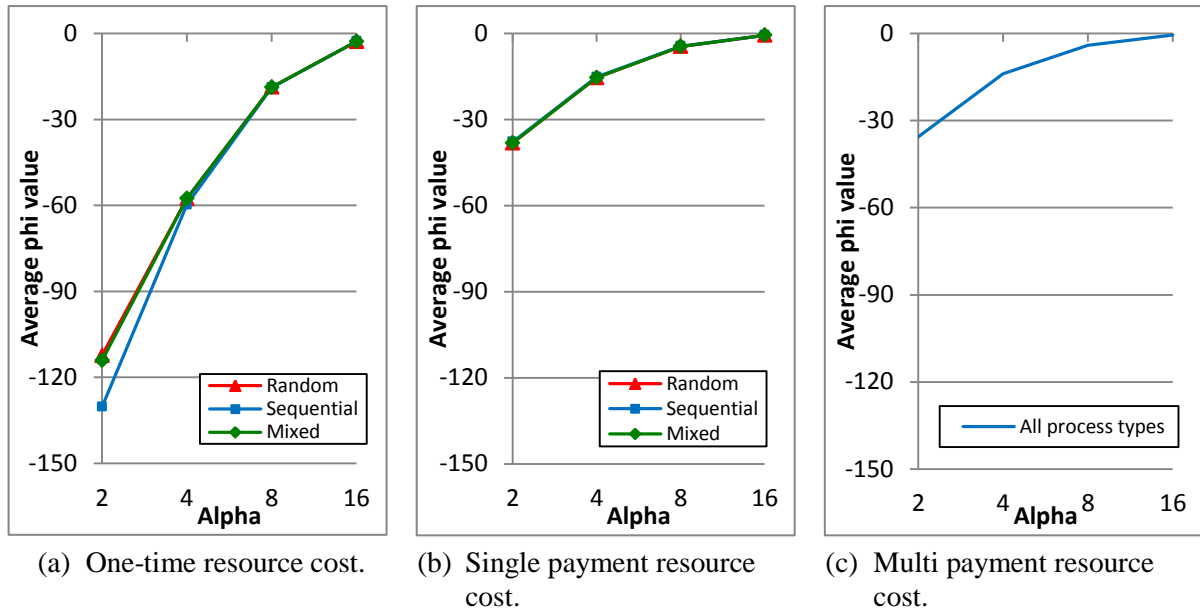 0
-30
-60
-90
-120
-150
Average phi value
2 4 8 16
Alpha
Random
Sequential
Mixed
(a) One-time resource cost.
0
-30
-60
-90
-120
-150
Average phi value
2 4 8 16
Alpha
Random
Sequential
Mixed
(b) Single payment resource
cost.
0
-30
-60
-90
-120
-150
Average phi value
2 4 8 16
Alpha
All process types
(c) Multi payment resource
cost.